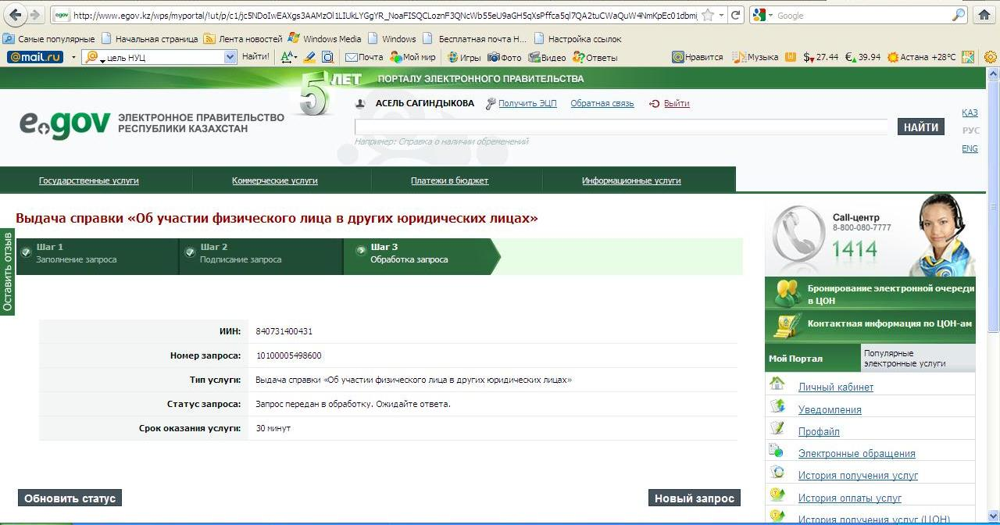 egov http://www.egov.kz/wps/myportal/!ut/p/c1/jc5NDoIwEAXgs3AAMzOl1LIUkLYGgYR_NoaFISQCLoznF3QNcWb55eU9aGH5qXsPffca5ql7QA2tuCWaQuW4NmKpEc01dbmj Google
Самые популярные Начальная страница Лента новостей Windows Media Windows Бесплатная почта Н... Настройка ссылок
@mail.ru цель НУЦ Найти! Почта Мой мир Игры Фото Видео Ответы Нравится Музыка $ 27.44 € 39.94 Астана +28°C
5 ЛЕТ ПОРТАЛУ ЭЛЕКТРОННОГО ПРАВИТЕЛЬСТВА
АСЕЛЬ САГИНДЫКОВА Получить ЭЦП Обратная связь Выйти
e.gov ЭЛЕКТРОННОЕ ПРАВИТЕЛЬСТВО
РЕСПУБЛИКИ КАЗАХСТАН
НАЙТИ
Например: Справка о наличии обременений
ҚАЗ
РУС
ENG
Государственные услуги Коммерческие услуги Платежи в бюджет Информационные услуги
Выдача справки «Об участии физического лица в других юридических лицах»
Оставить отзыв
Шаг 1
Заполнение запроса
Шаг 2
Подписание запроса
Шаг 3
Обработка запроса
ИИН: 840731400431
Номер запроса: 10100005498600
Тип услуги: Выдача справки «Об участии физического лица в других юридических лицах»
Статус запроса: Запрос передан в обработку. Ожидайте ответа.
Срок оказания услуги: 30 минут
Обновить статус Новый запрос
Call-центр
8-800-080-7777
1414
Бронирование электронной очереди
в ЦОН
Контактная информация по ЦОН-ам
Мой Портал
Популярные
электронные услуги
Личный кабинет
Уведомления
Профайл
Электронные обращения
История получения услуг
История оплаты услуг
История получения услуг (ЦОН)